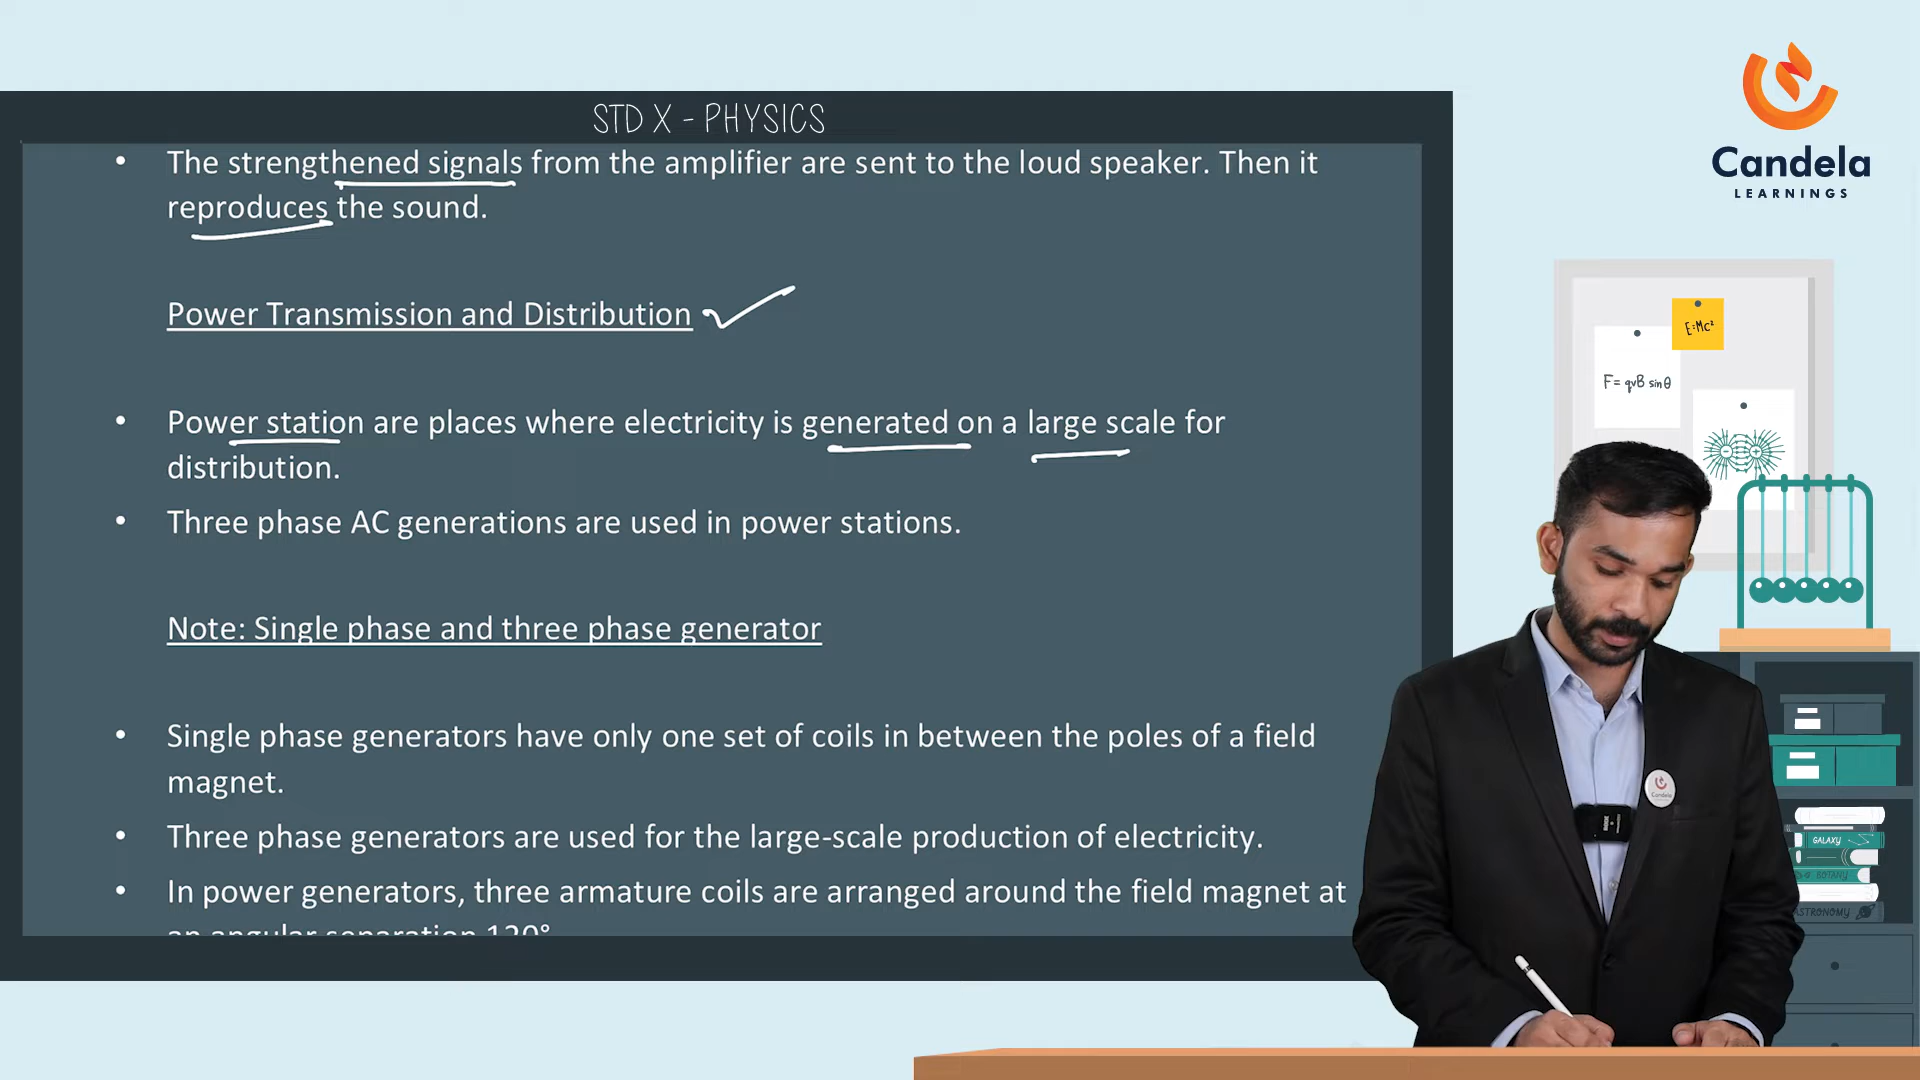 STD X - PHYSICS
• The strengthened signals from the amplifier are sent to the loud speaker. Then it
reproduces the sound.
Power Transmission and Distribution
• Power station are places where electricity is generated on a large scale for
distribution.
• Three phase AC generations are used in power stations.
Note: Single phase and three phase generator
• Single phase generators have only one set of coils in between the poles of a field
magnet.
• Three phase generators are used for the large-scale production of electricity.
• In power generators, three armature coils are arranged around the field magnet at
an angular separation 120°
Candela
LEARNINGS
E=Mc²
F= qvB sinθ
Candela
GALAXY
BOTANY
ASTRONOMY